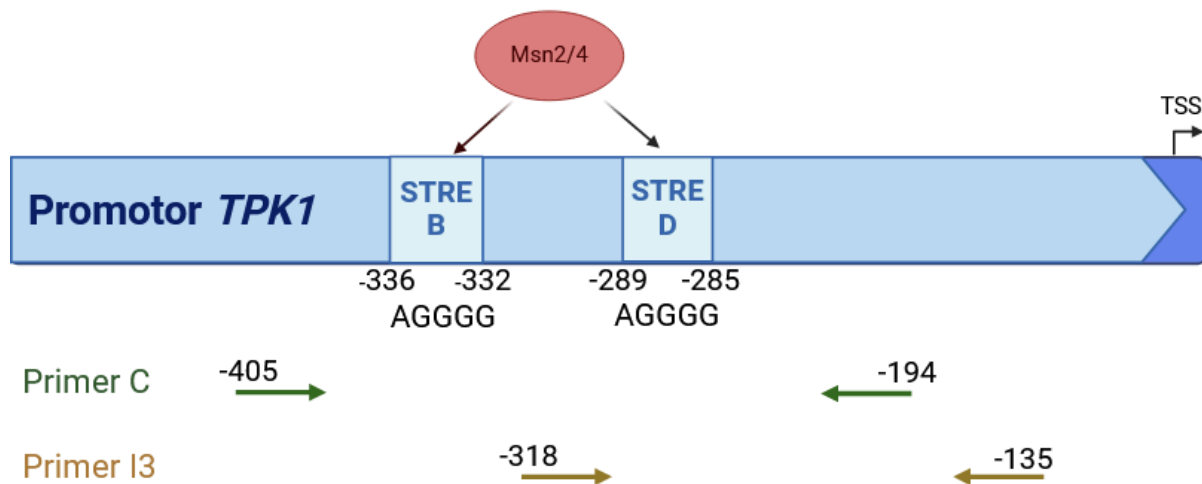 Msn2/4
TSS
Promotor TPK1
STRE
B
STRE
D
-336 -332 -289 -285
AGGGG AGGGG
Primer C -405 -194
Primer I3 -318 -135